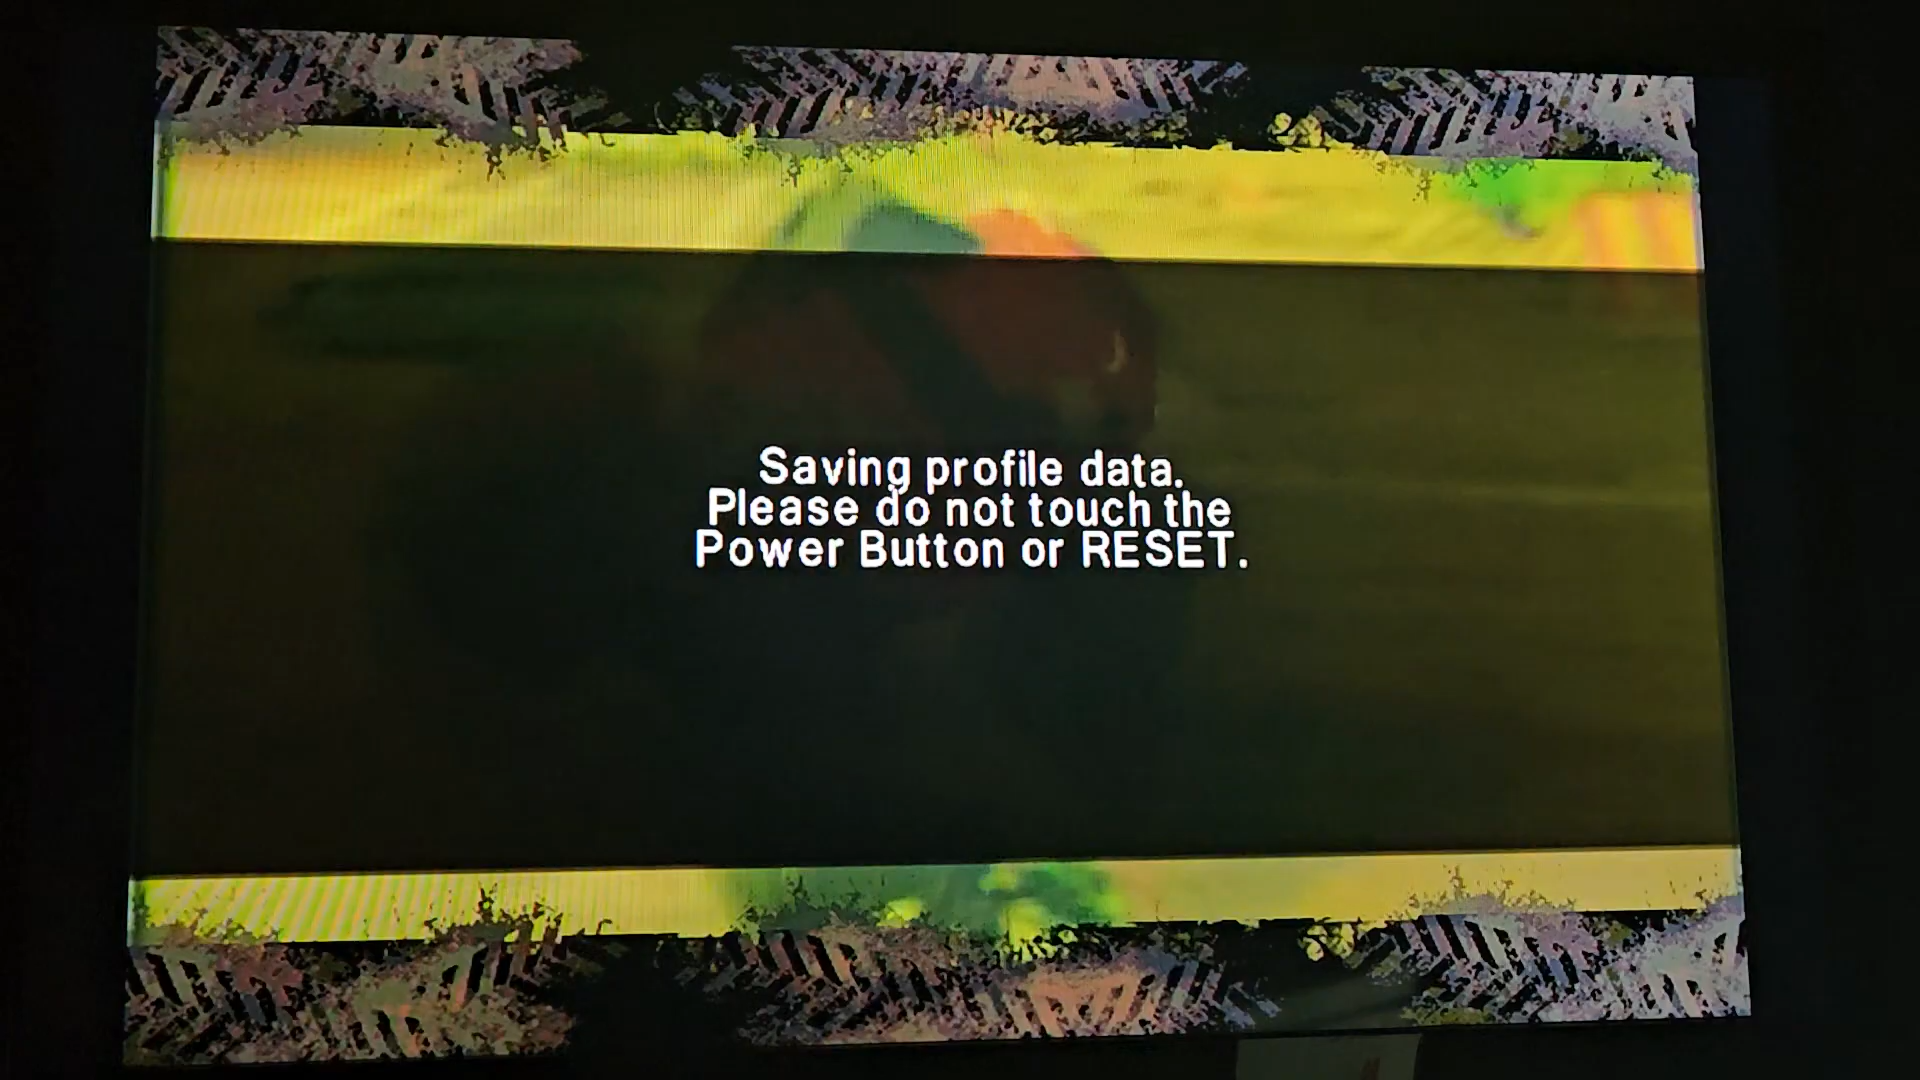 Saving profile data.
Please do not touch the
Power Button or RESET.